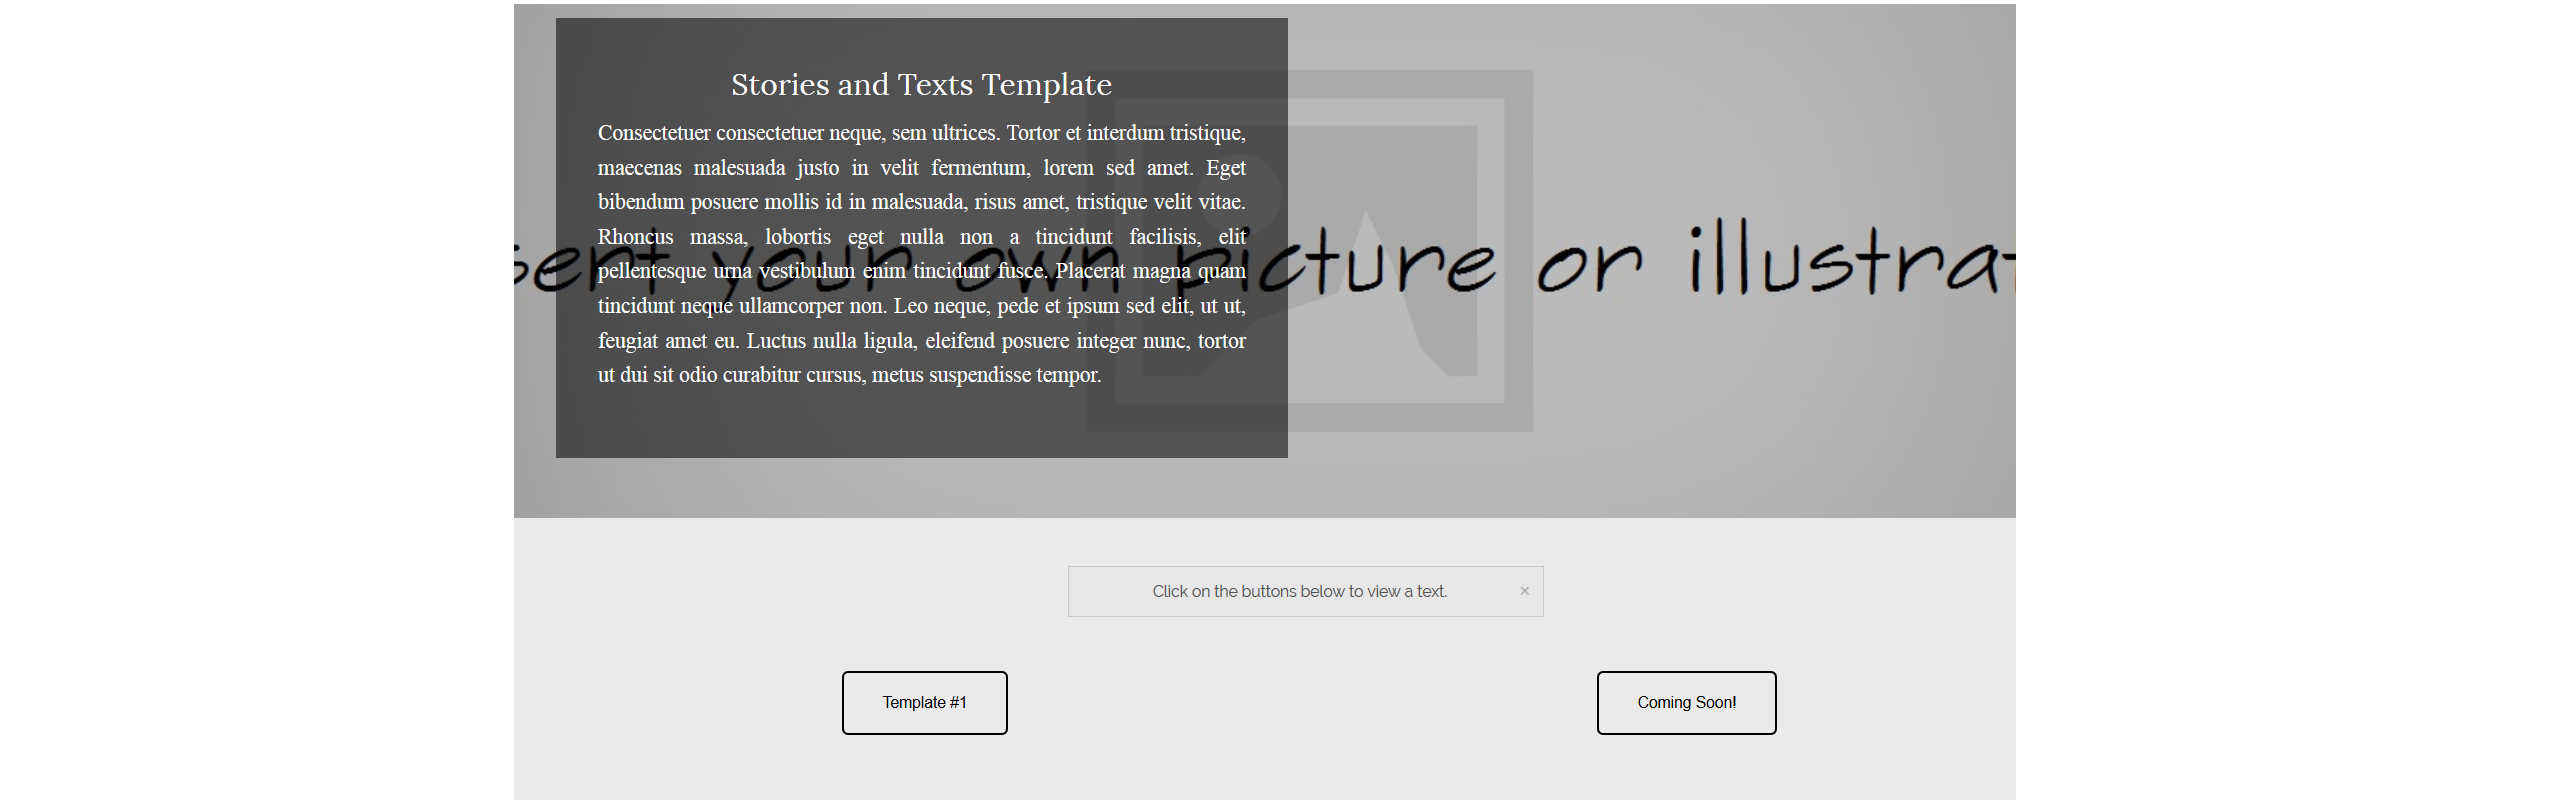 Stories and Texts Template
Consectetuer consectetuer neque, sem ultrices. Tortor et interdum tristique,
maecenas malesuada justo in velit fermentum, lorem sed amet. Eget
bibendum posuere mollis id in malesuada, risus amet, tristique velit vitae.
Rhoncus massa, lobortis eget nulla non a tincidunt facilisis, elit
pellentesque urna vestibulum enim tincidunt fusce. Placerat magna quam
tincidunt neque ullamcorper non. Leo neque, pede et ipsum sed elit, ut ut,
feugiat amet eu. Luctus nulla ligula, eleifend posuere integer nunc, tortor
ut dui sit odio curabitur cursus, metus suspendisse tempor.
sert your own picture or illustrat
Click on the buttons below to view a text. ×
Template #1
Coming Soon!